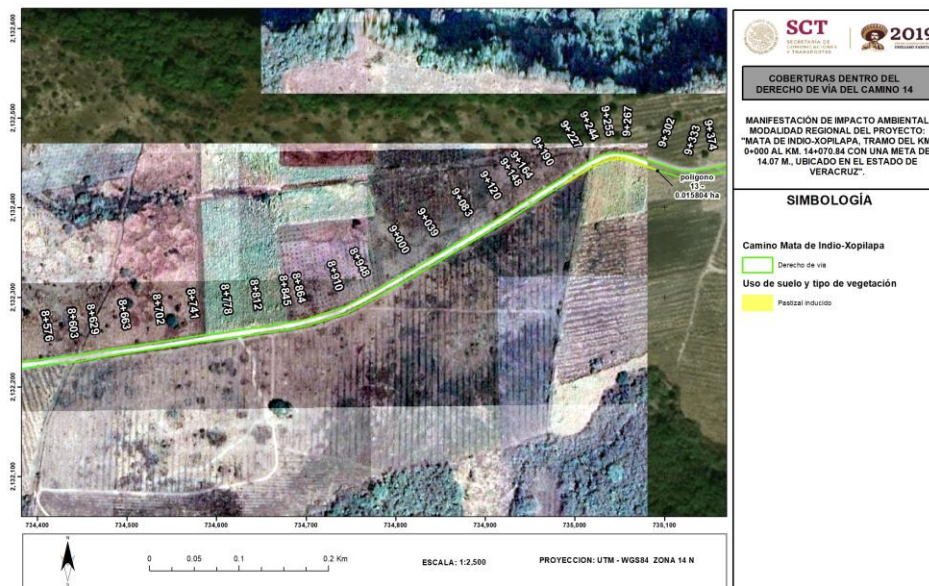 2,132,600
2,132,500
2,132,400
2,132,300
2,132,200
2,132,100
8+576
8+603
8+629
8+663
8+702
8+741
8+778
8+812
8+845
8+864
8+910
8+948
9+000
9+039
9+083
9+120
9+148
9+164
9+190
9+227
9+244
9+255
9+267
9+302
9+333
9+374
polígono
13 -
0.015804 ha
734,400
734,500
734,600
734,700
734,800
734,900
735,000
735,100
N
0 0.05 0.1 0.2 Km
ESCALA: 1:2,500
PROYECCION: UTM - WGS84 ZONA 14 N
SCT
SECRETARÍA DE
COMUNICACIONES
Y TRANSPORTES
2019
COBERTURAS DENTRO DEL
DERECHO DE VÍA DEL CAMINO 14
MANIFESTACIÓN DE IMPACTO AMBIENTAL
MODALIDAD REGIONAL DEL PROYECTO:
"MATA DE INDIO-XOPILAPA, TRAMO DEL KM
0+000 AL KM. 14+070.84 CON UNA META DE
14.07 M., UBICADO EN EL ESTADO DE
VERACRUZ".
SIMBOLOGÍA
Camino Mata de Indio-Xopilapa
Derecho de vía
Uso de suelo y tipo de vegetación
Pastizal inducido